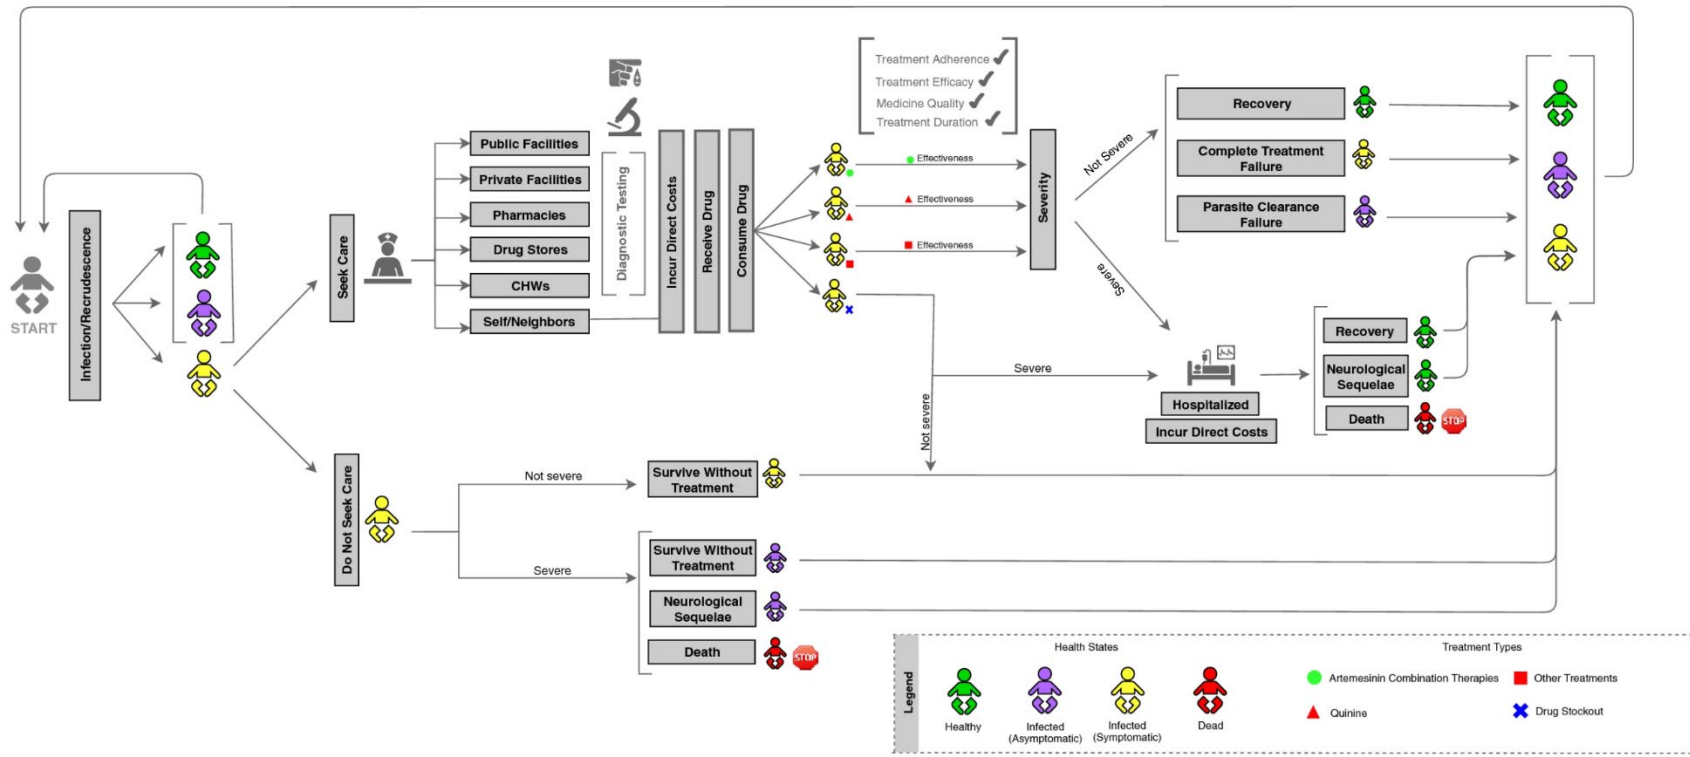 START
Infection/Recrudescence
Seek Care
Do Not Seek Care
Public Facilities
Private Facilities
Pharmacies
Drug Stores
CHWs
Self/Neighbors
Diagnostic Testing
Incur Direct Costs
Receive Drug
Consume Drug
Treatment Adherence
Treatment Efficacy
Medicine Quality
Treatment Duration
Effectiveness
Effectiveness
Effectiveness
Severity
Not Severe
Severe
Recovery
Complete Treatment
Failure
Parasite Clearance
Failure
Severe
Not severe
Hospitalized
Incur Direct Costs
Recovery
Neurological
Sequelae
Death
STOP
Not severe
Survive Without
Treatment
Severe
Survive Without
Treatment
Neurological
Sequelae
Death
STOP
Legend
Health States
Healthy
Infected
(Asymptomatic)
Infected
(Symptomatic)
Dead
Treatment Types
Artemesinin Combination Therapies
Other Treatments
Quinine
Drug Stockout